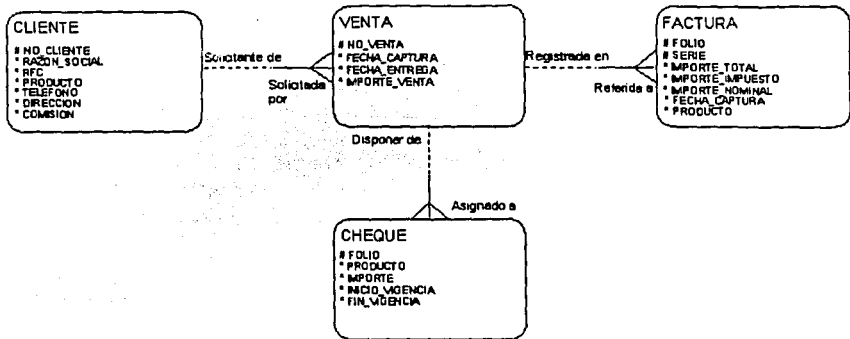 CLIENTE
# NO_CLIENTE
* RAZON_SOCIAL
* RFC
* PRODUCTO
* TELEFONO
* DIRECCION
* COMISION
Solicitante de
Solicitada
por
VENTA
# NO_VENTA
* FECHA_CAPTURA
* FECHA_ENTREGA
* IMPORTE_VENTA
Registrada en
Referida a
FACTURA
# FOLIO
# SERIE
* IMPORTE_TOTAL
* IMPORTE_IMPUESTO
* IMPORTE_NOMINAL
* FECHA_CAPTURA
* PRODUCTO
Disponer de
Asignado a
CHEQUE
# FOLIO
* PRODUCTO
* IMPORTE
* INICIO_VIGENCIA
* FIN_VIGENCIA